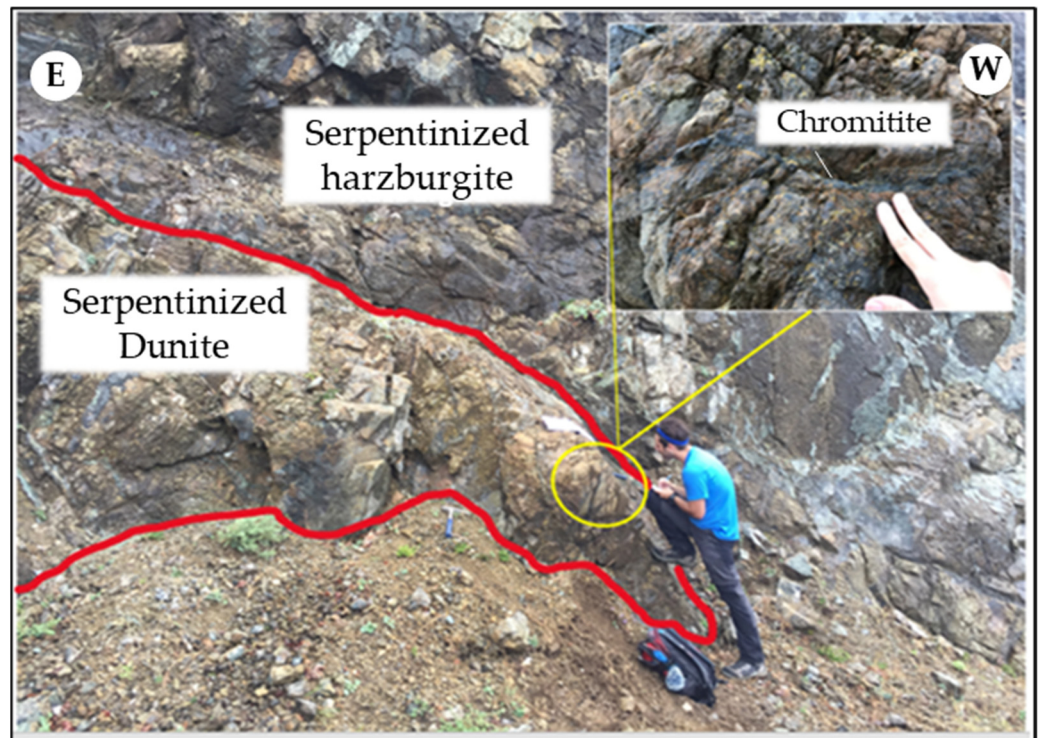 E
W
Chromitite
Serpentinized
harzburgite
Serpentinized
Dunite